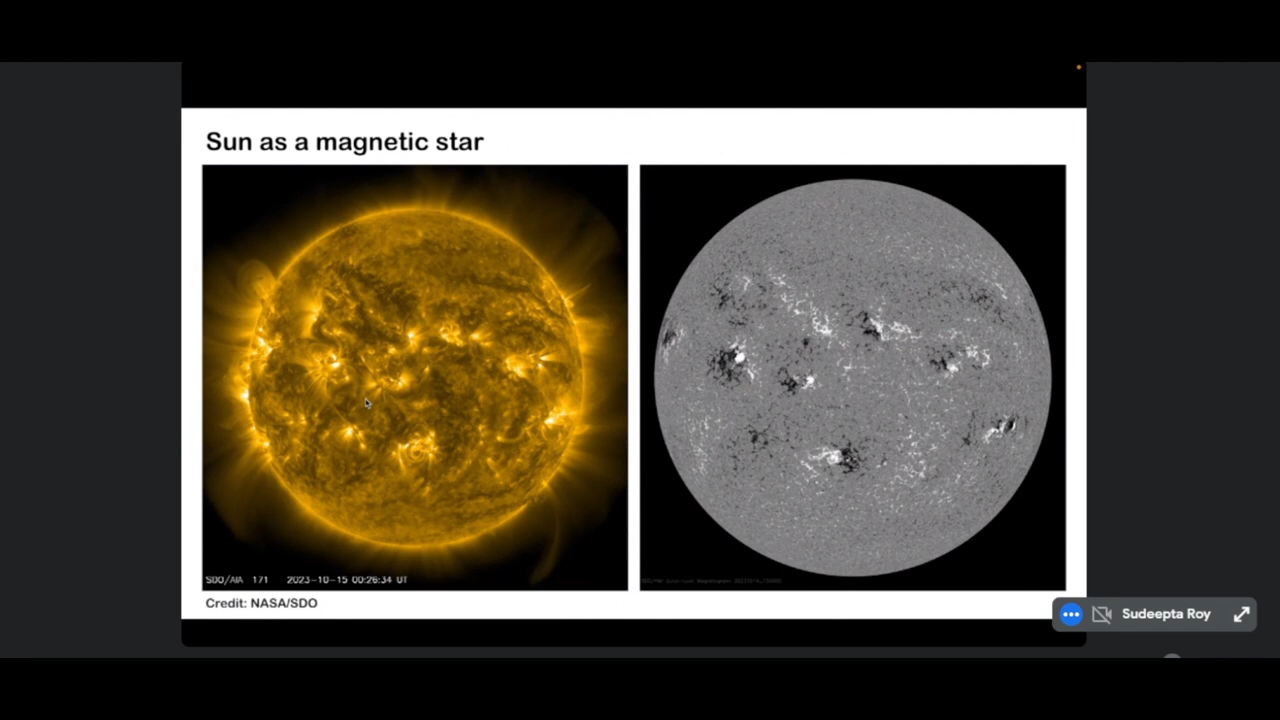 Sun as a magnetic star
SDO/AIA 171 2023-10-15 00:26:34 UT
Credit: NASA/SDO
Sudeepta Roy